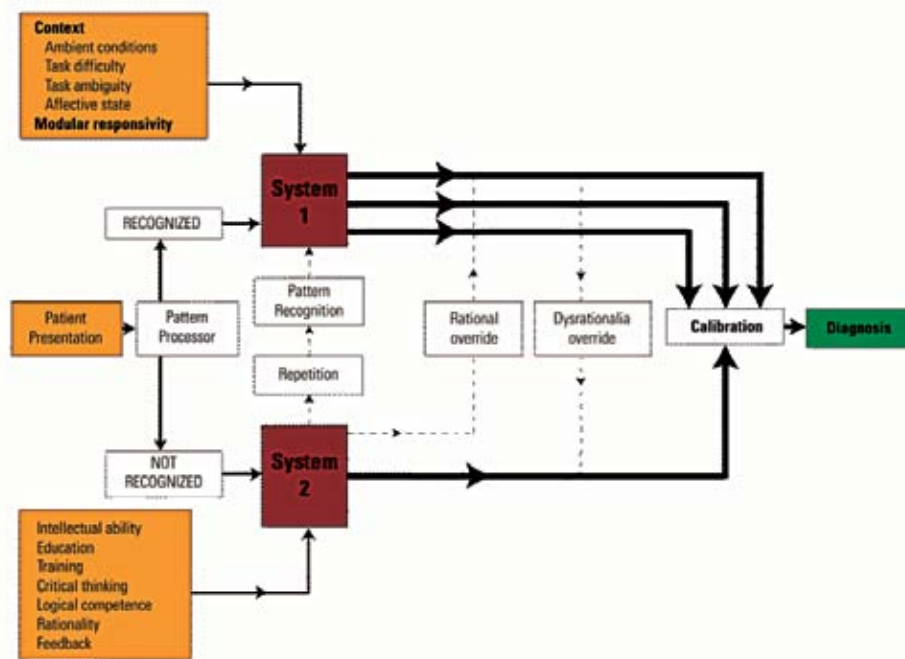 Context
Ambient conditions
Task difficulty
Task ambiguity
Affective state
Modular responsivity
System
1
RECOGNIZED
Pattern
Recognition
Rational
override
Dysrationalia
override
Calibration
Diagnosis
Patient
Presentation
Pattern
Processor
Repetition
NOT
RECOGNIZED
System
2
Intellectual ability
Education
Training
Critical thinking
Logical competence
Rationality
Feedback